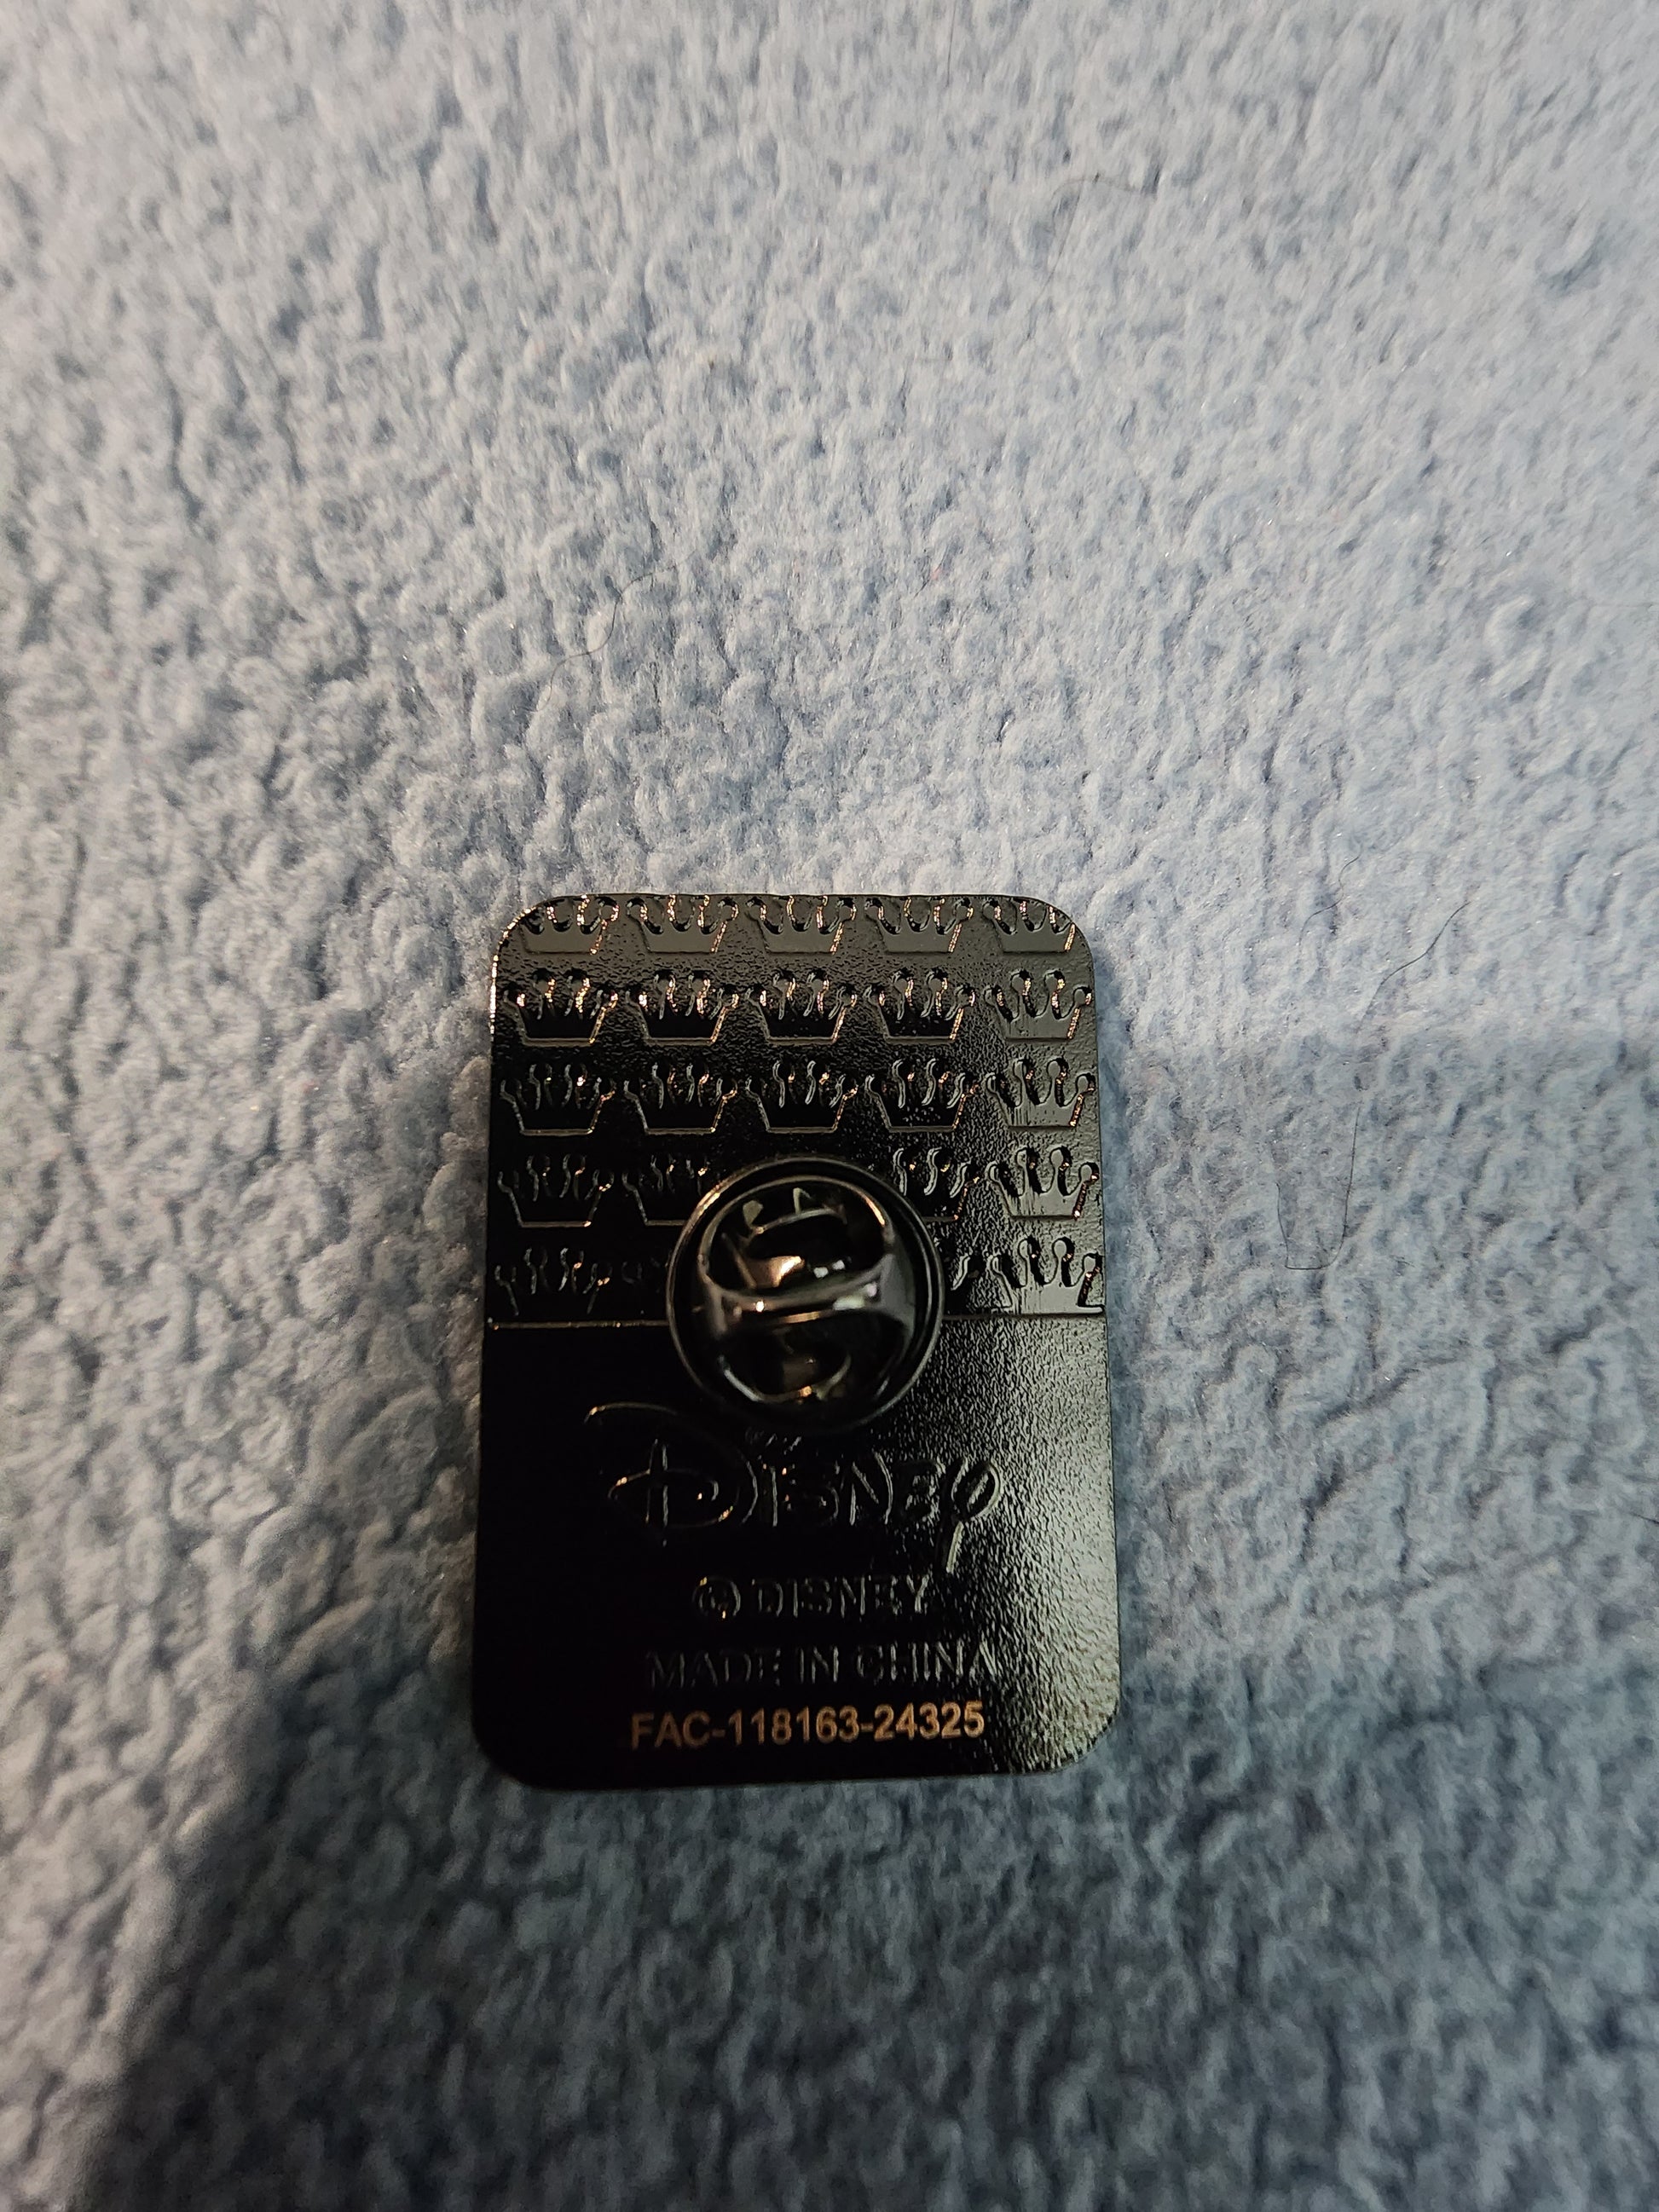 Disney
© DISNEY
MADE IN CHINA
FAC-118163-24325